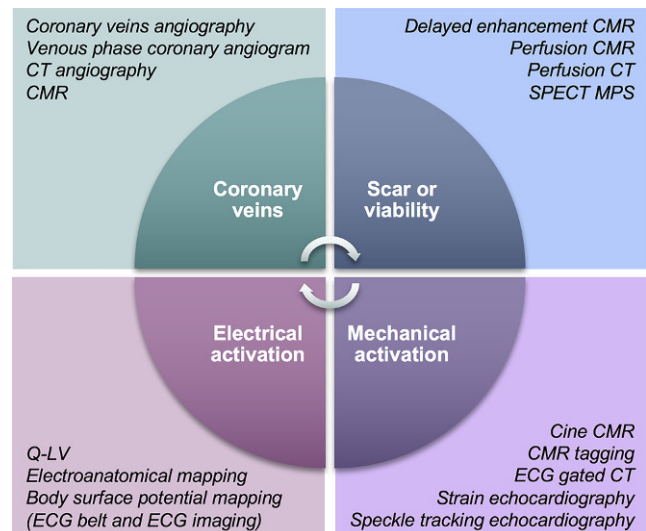 Coronary veins angiography
Venous phase coronary angiogram
CT angiography
CMR
Delayed enhancement CMR
Perfusion CMR
Perfusion CT
SPECT MPS
Coronary
veins
Scar or
viability
Electrical
activation
Mechanical
activation
Q-LV
Electroanatomical mapping
Body surface potential mapping
(ECG belt and ECG imaging)
Cine CMR
CMR tagging
ECG gated CT
Strain echocardiography
Speckle tracking echocardiography